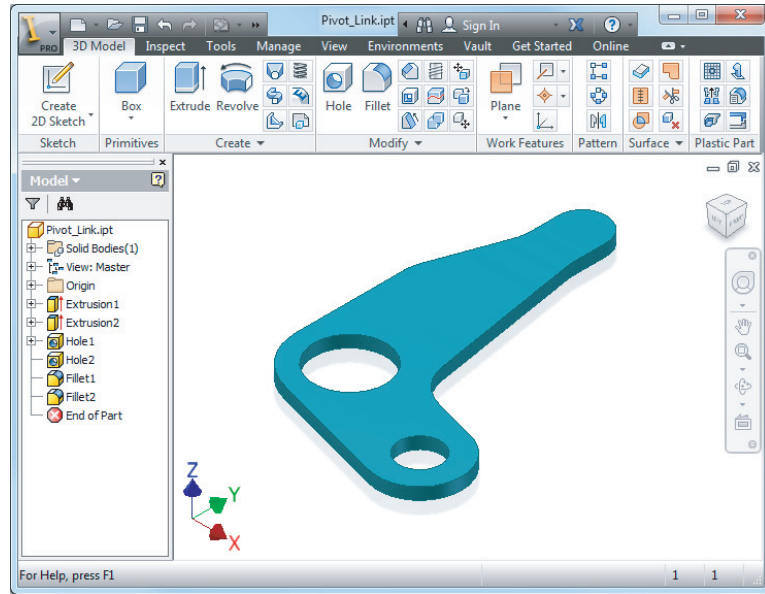 Pivot_Link.ipt Sign In
PRO 3D Model Inspect Tools Manage View Environments Vault Get Started Online
Create 2D Sketch
Box
Extrude Revolve
Hole Fillet
Plane
Sketch Primitives Create Modify Work Features Pattern Surface Plastic Part
Model
Pivot_Link.ipt
Solid Bodies(1)
View: Master
Origin
Extrusion1
Extrusion2
Hole1
Hole2
Fillet1
Fillet2
End of Part
Z
Y
X
For Help, press F1 1 1